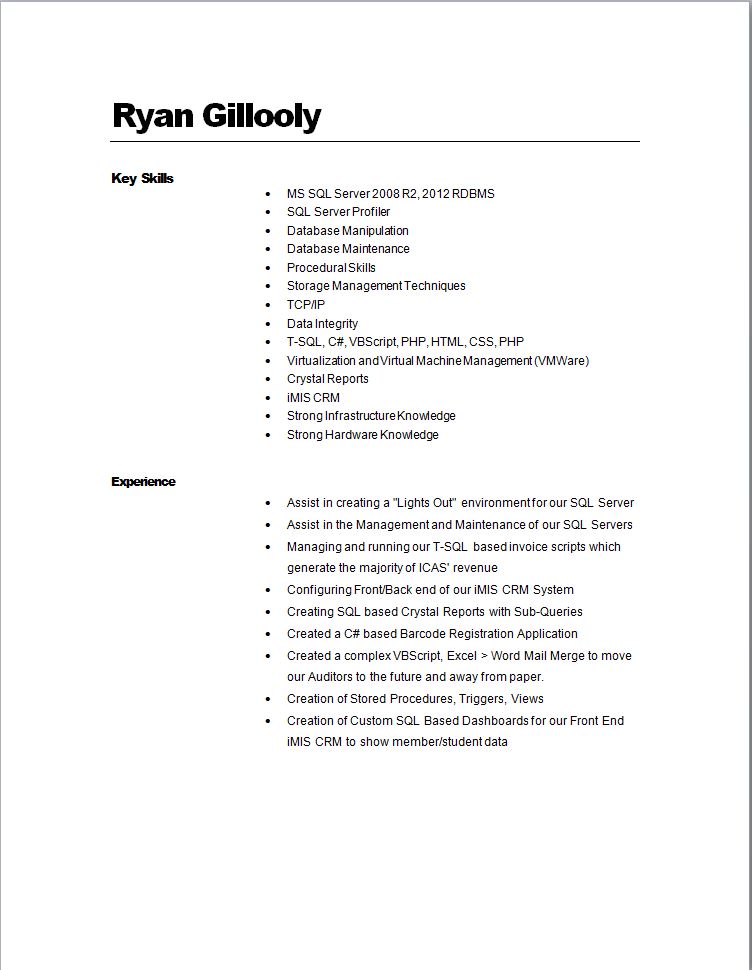 Ryan Gillooly
Key Skills
• MS SQL Server 2008 R2, 2012 RDBMS
• SQL Server Profiler
• Database Manipulation
• Database Maintenance
• Procedural Skills
• Storage Management Techniques
• TCP/IP
• Data Integrity
• T-SQL, C#, VBScript, PHP, HTML, CSS, PHP
• Virtualization and Virtual Machine Management (VMWare)
• Crystal Reports
• iMIS CRM
• Strong Infrastructure Knowledge
• Strong Hardware Knowledge
Experience
• Assist in creating a "Lights Out" environment for our SQL Server
• Assist in the Management and Maintenance of our SQL Servers
• Managing and running our T-SQL based invoice scripts which
generate the majority of ICAS' revenue
• Configuring Front/Back end of our iMIS CRM System
• Creating SQL based Crystal Reports with Sub-Queries
• Created a C# based Barcode Registration Application
• Created a complex VBScript, Excel > Word Mail Merge to move
our Auditors to the future and away from paper.
• Creation of Stored Procedures, Triggers, Views
• Creation of Custom SQL Based Dashboards for our Front End
iMIS CRM to show member/student data